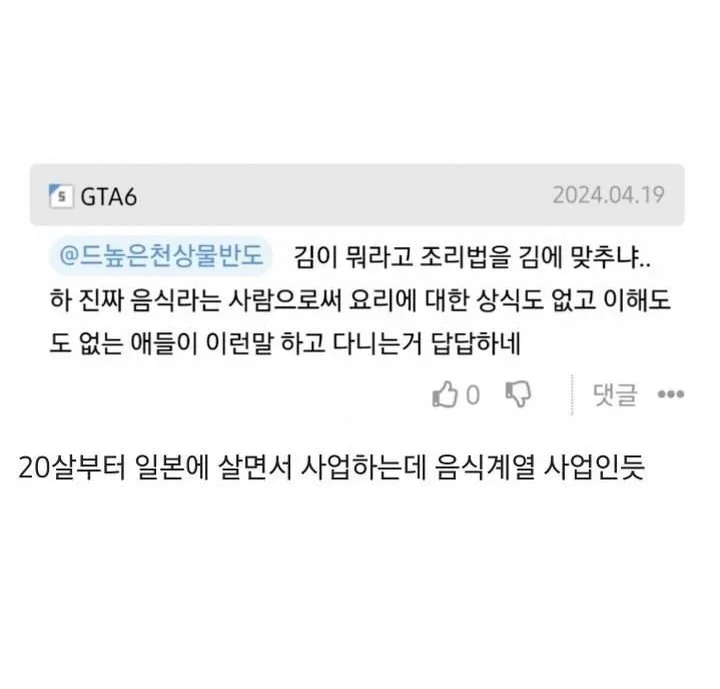 5 GTA6 2024.04.19
@드높은천상물반도 김이 뭐라고 조리법을 김에 맞추냐..
하 진짜 음식라는 사람으로써 요리에 대한 상식도 없고 이해도
도 없는 애들이 이런말 하고 다니는거 답답하네
0 댓글
20살부터 일본에 살면서 사업하는데 음식계열 사업인듯